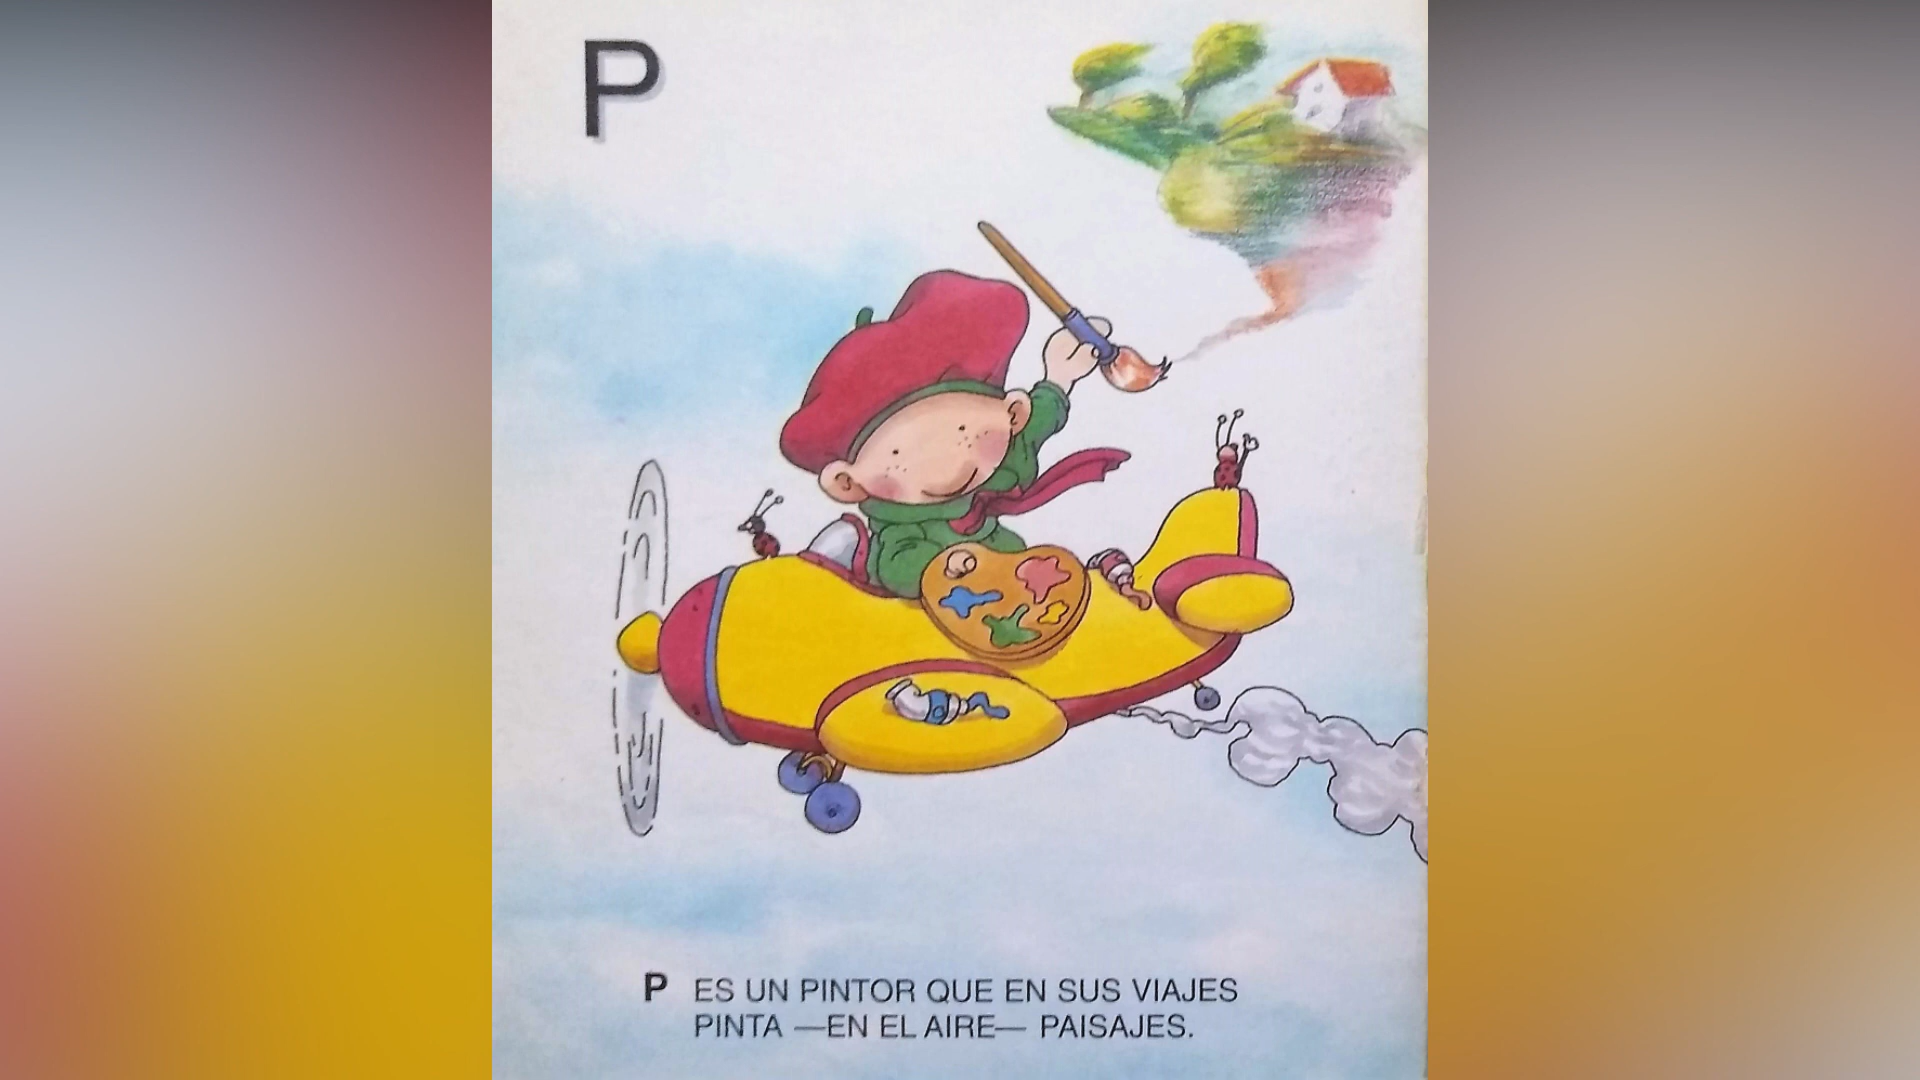 P
P ES UN PINTOR QUE EN SUS VIAJES
PINTA —EN EL AIRE— PAISAJES.